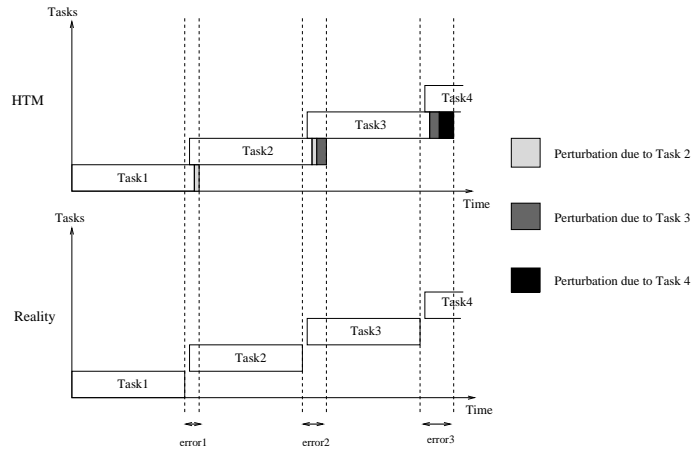 Tasks
HTM
Task4
Task3
Task2
Task1
Time
Perturbation due to Task 2
Perturbation due to Task 3
Perturbation due to Task 4
Tasks
Reality
Task4
Task3
Task2
Task1
Time
error1
error2
error3